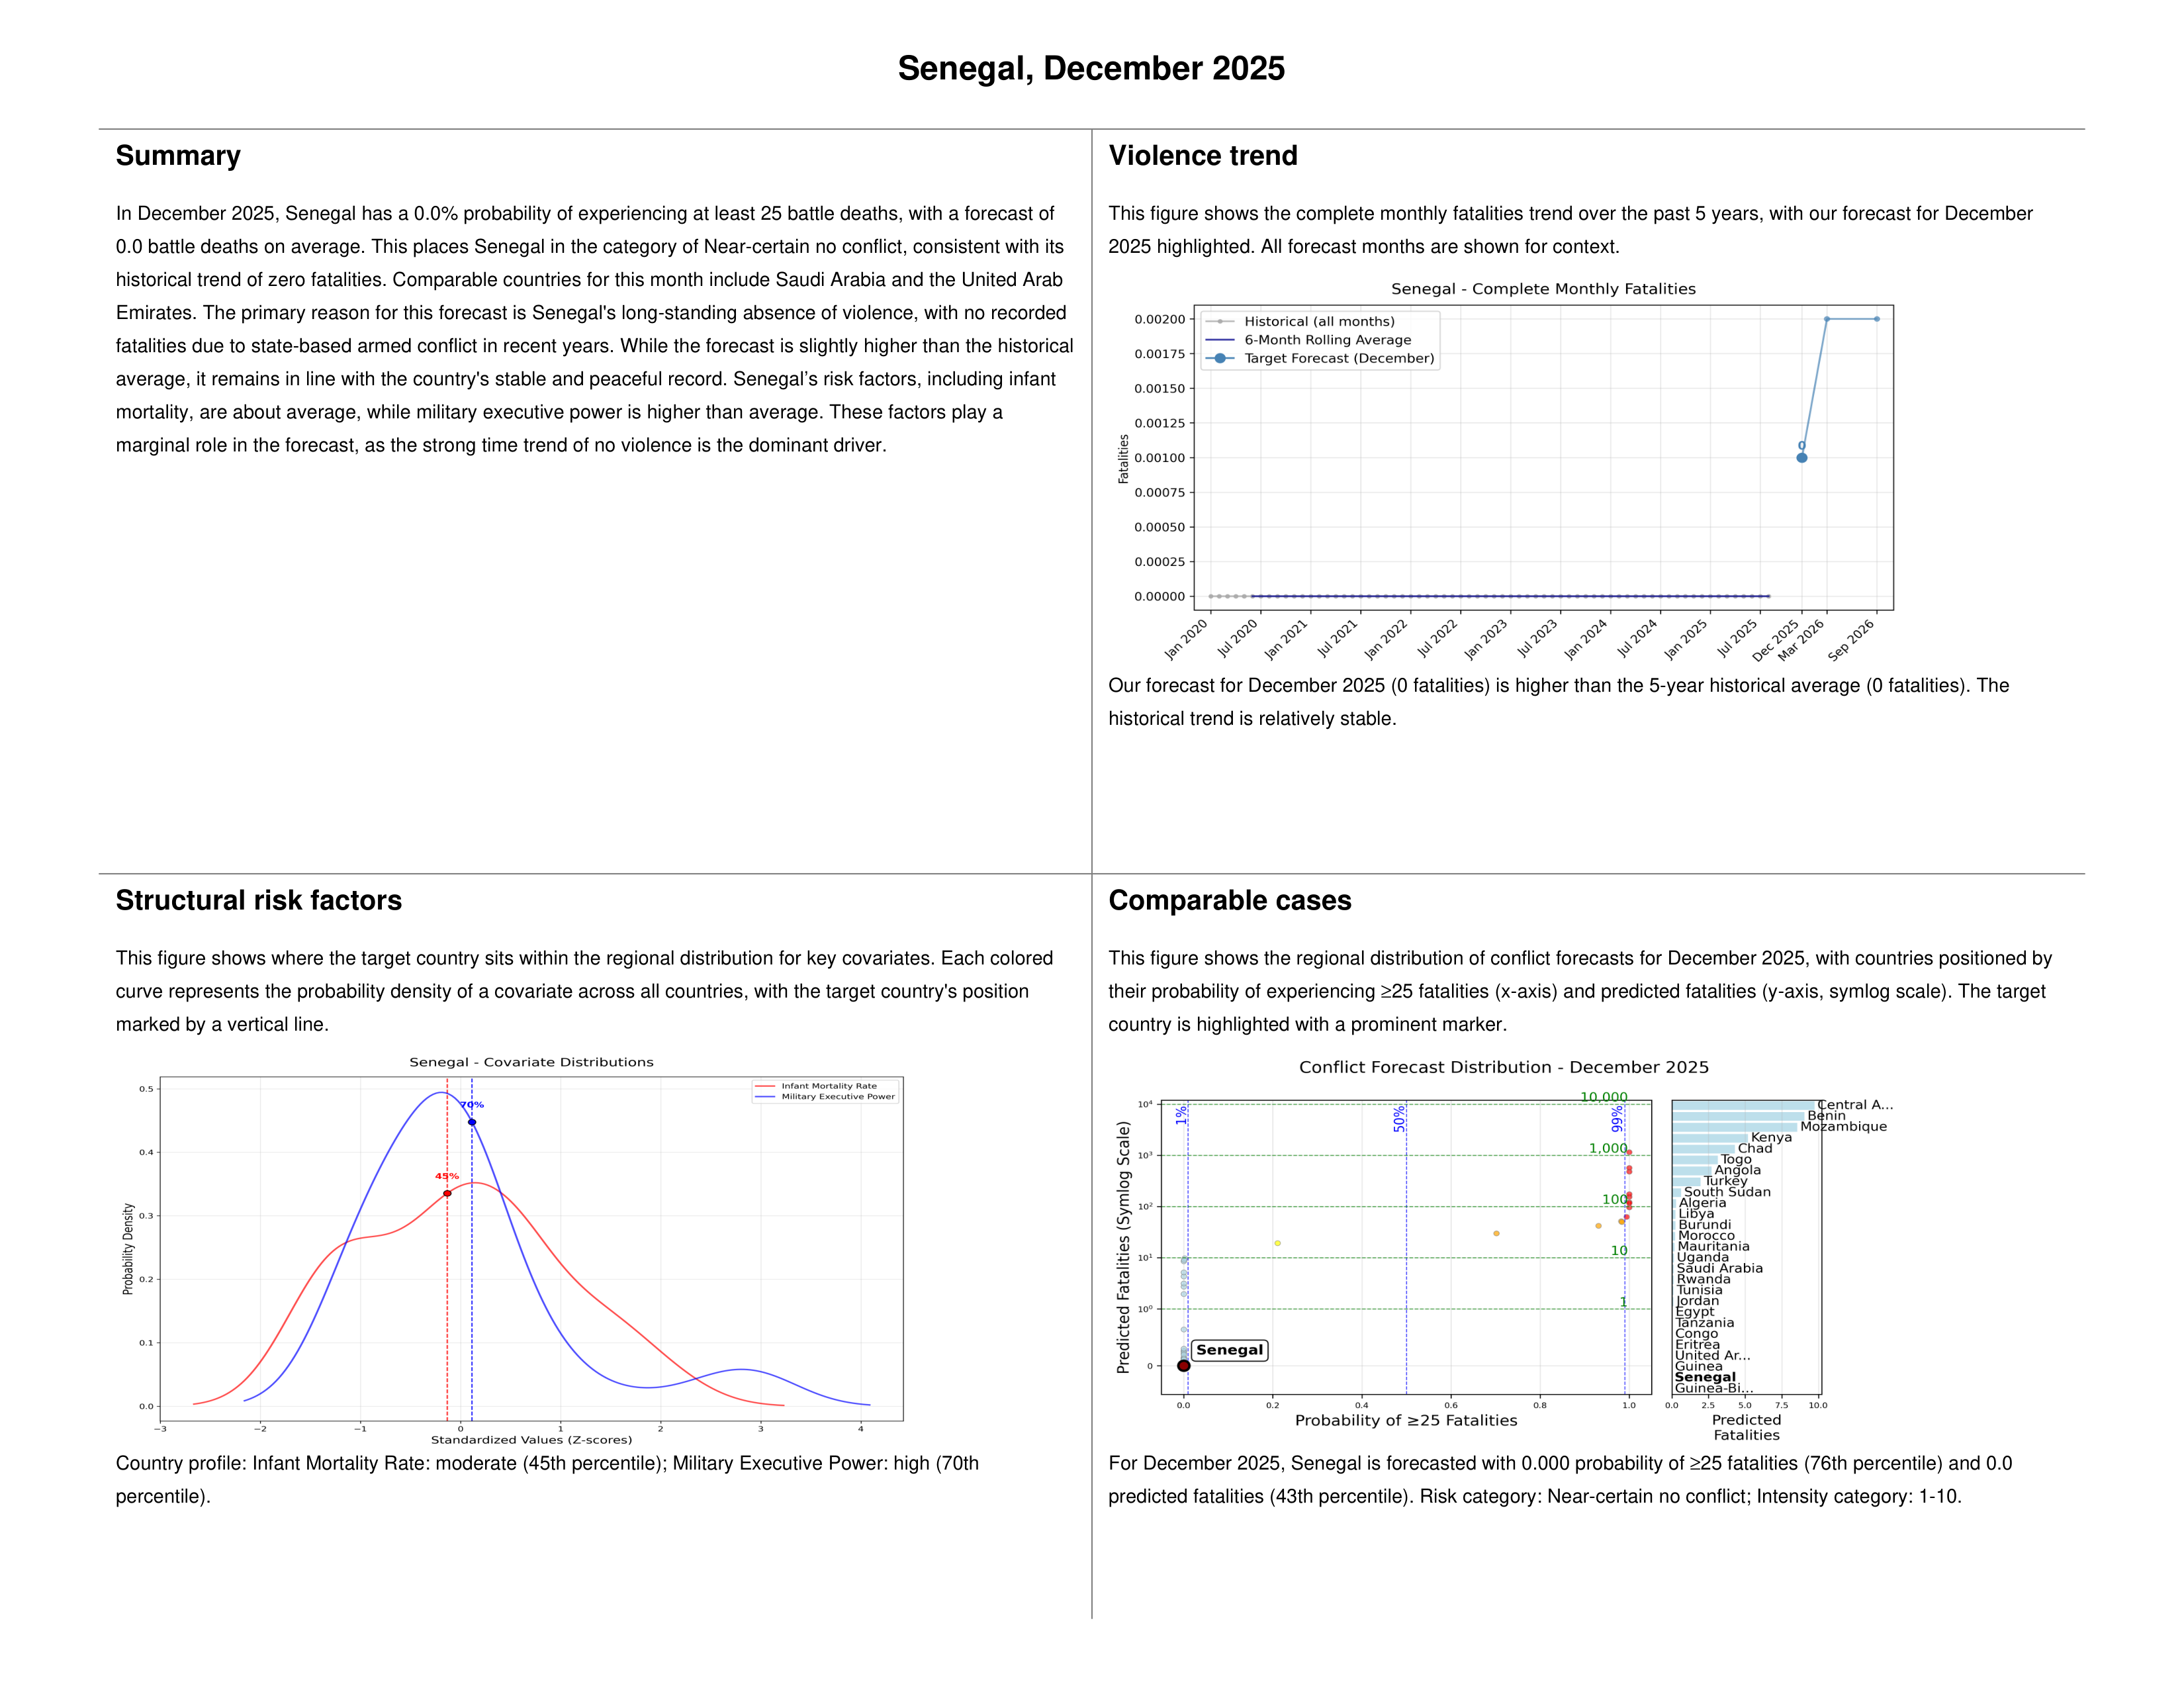 Senegal, December 2025
Summary
In December 2025, Senegal has a 0.0% probability of experiencing at least 25 battle deaths, with a forecast of
0.0 battle deaths on average. This places Senegal in the category of Near-certain no conflict, consistent with its
historical trend of zero fatalities. Comparable countries for this month include Saudi Arabia and the United Arab
Emirates. The primary reason for this forecast is Senegal's long-standing absence of violence, with no recorded
fatalities due to state-based armed conflict in recent years. While the forecast is slightly higher than the historical
average, it remains in line with the country's stable and peaceful record. Senegal’s risk factors, including infant
mortality, are about average, while military executive power is higher than average. These factors play a
marginal role in the forecast, as the strong time trend of no violence is the dominant driver.
Violence trend
This figure shows the complete monthly fatalities trend over the past 5 years, with our forecast for December
2025 highlighted. All forecast months are shown for context.
Senegal - Complete Monthly Fatalities
Historical (all months)
6-Month Rolling Average
Target Forecast (December)
Fatalities
0.00200
0.00175
0.00150
0.00125
0.00100
0.00075
0.00050
0.00025
0.00000
0
Jan 2020
Jul 2020
Jan 2021
Jul 2021
Jan 2022
Jul 2022
Jan 2023
Jul 2023
Jan 2024
Jul 2024
Jan 2025
Jul 2025
Dec 2025
Mar 2026
Sep 2026
Our forecast for December 2025 (0 fatalities) is higher than the 5-year historical average (0 fatalities). The
historical trend is relatively stable.
Structural risk factors
This figure shows where the target country sits within the regional distribution for key covariates. Each colored
curve represents the probability density of a covariate across all countries, with the target country's position
marked by a vertical line.
Senegal - Covariate Distributions
Infant Mortality Rate
Military Executive Power
70%
45%
Probability Density
0.5
0.4
0.3
0.2
0.1
0.0
−3 −2 −1 0 1 2 3 4
Standardized Values (Z-scores)
Country profile: Infant Mortality Rate: moderate (45th percentile); Military Executive Power: high (70th
percentile).
Comparable cases
This figure shows the regional distribution of conflict forecasts for December 2025, with countries positioned by
their probability of experiencing ≥25 fatalities (x-axis) and predicted fatalities (y-axis, symlog scale). The target
country is highlighted with a prominent marker.
Conflict Forecast Distribution - December 2025
Predicted Fatalities (Symlog Scale)
10⁴
10³
10²
10¹
10⁰
0
1%
50%
99%
10,000
1,000
100
10
1
Senegal
0.0 0.2 0.4 0.6 0.8 1.0
Probability of ≥25 Fatalities
Central A...
Benin
Mozambique
Kenya
Chad
Togo
Angola
Turkey
South Sudan
Algeria
Libya
Burundi
Morocco
Mauritania
Uganda
Saudi Arabia
Rwanda
Tunisia
Jordan
Egypt
Tanzania
Congo
Eritrea
United Ar...
Guinea
Senegal
Guinea-Bi...
0.0 2.5 5.0 7.5 10.0
Predicted
Fatalities
For December 2025, Senegal is forecasted with 0.000 probability of ≥25 fatalities (76th percentile) and 0.0
predicted fatalities (43th percentile). Risk category: Near-certain no conflict; Intensity category: 1-10.